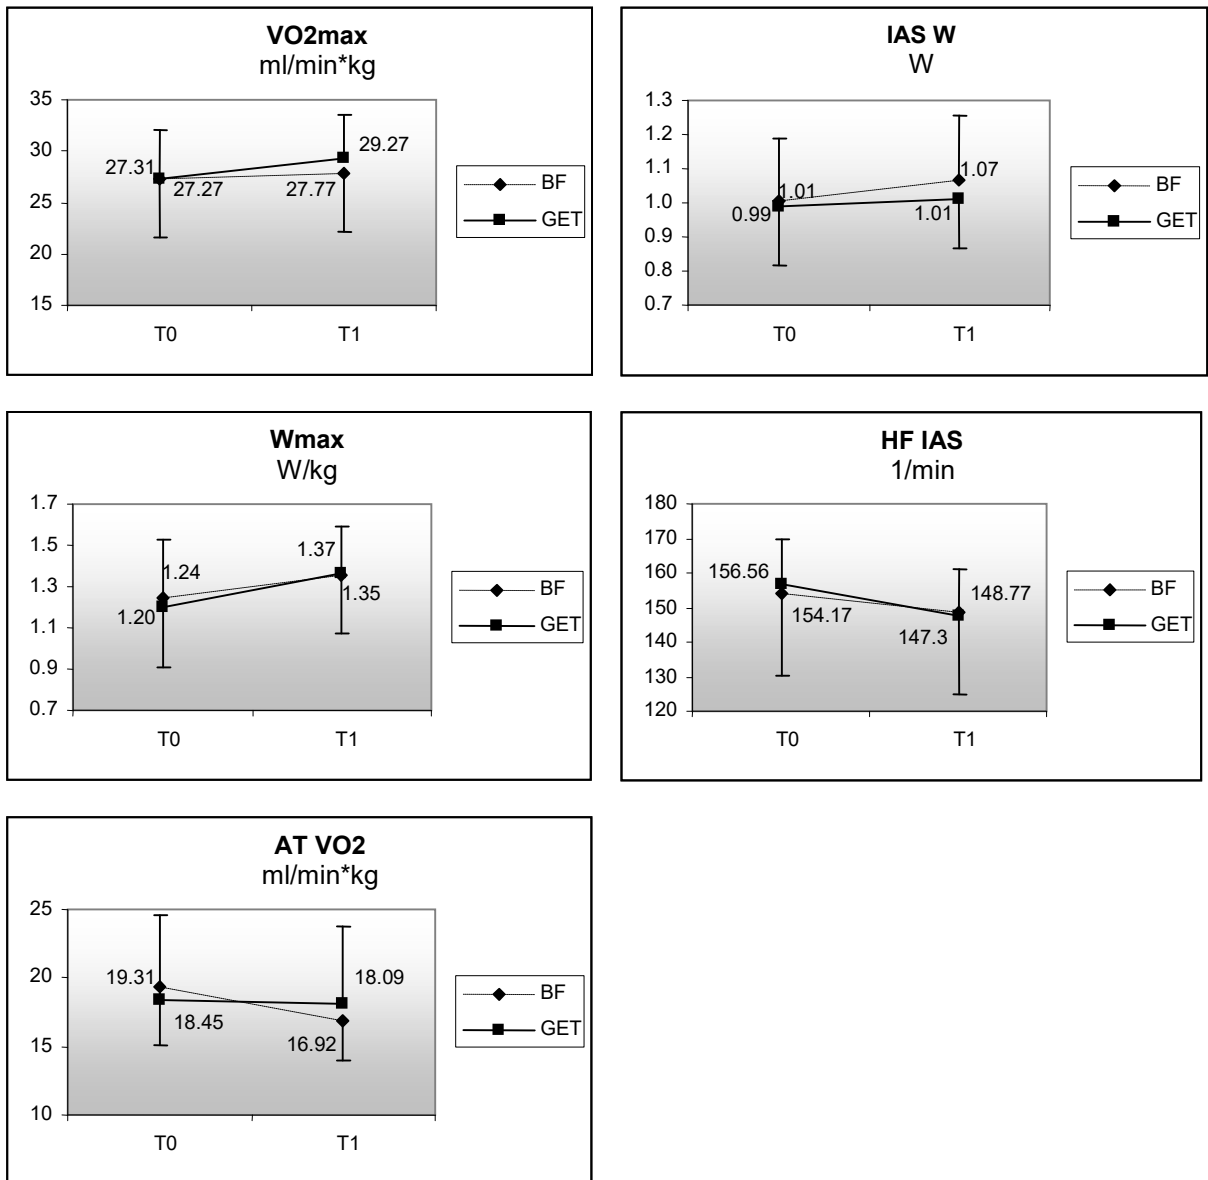 VO2max
ml/min*kg
35
30
25
20
15
27.31
27.27
27.77
29.27
T0
T1
BF
GET
IAS W
W
1.3
1.2
1.1
1.0
0.9
0.8
0.7
1.01
0.99
1.07
1.01
T0
T1
BF
GET
Wmax
W/kg
1.7
1.5
1.3
1.1
0.9
0.7
1.24
1.20
1.37
1.35
T0
T1
BF
GET
HF IAS
1/min
180
170
160
150
140
130
120
156.56
154.17
148.77
147.3
T0
T1
BF
GET
AT VO2
ml/min*kg
25
20
15
10
19.31
18.45
18.09
16.92
T0
T1
BF
GET